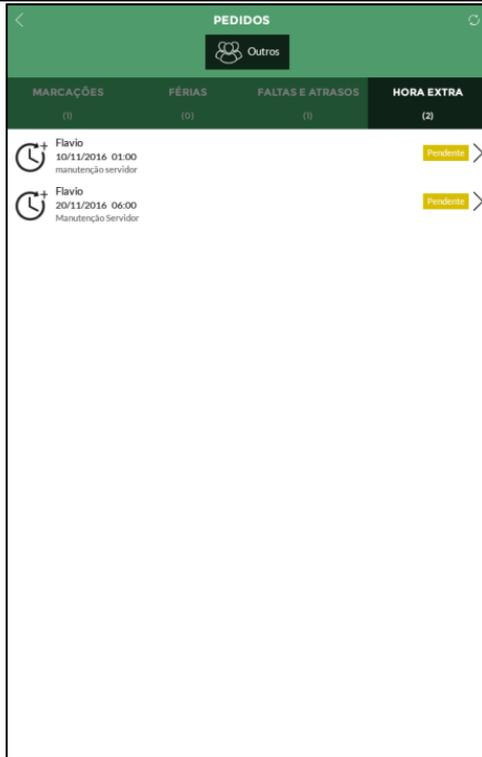 PEDIDOS
Outros
MARCAÇÕES FÉRIAS FALTAS E ATRASOS HORA EXTRA
(1) (0) (1) (2)
Flavio
10/11/2016 01:00
manutenção servidor
Pendente
Flavio
20/11/2016 06:00
Manutenção Servidor
Pendente